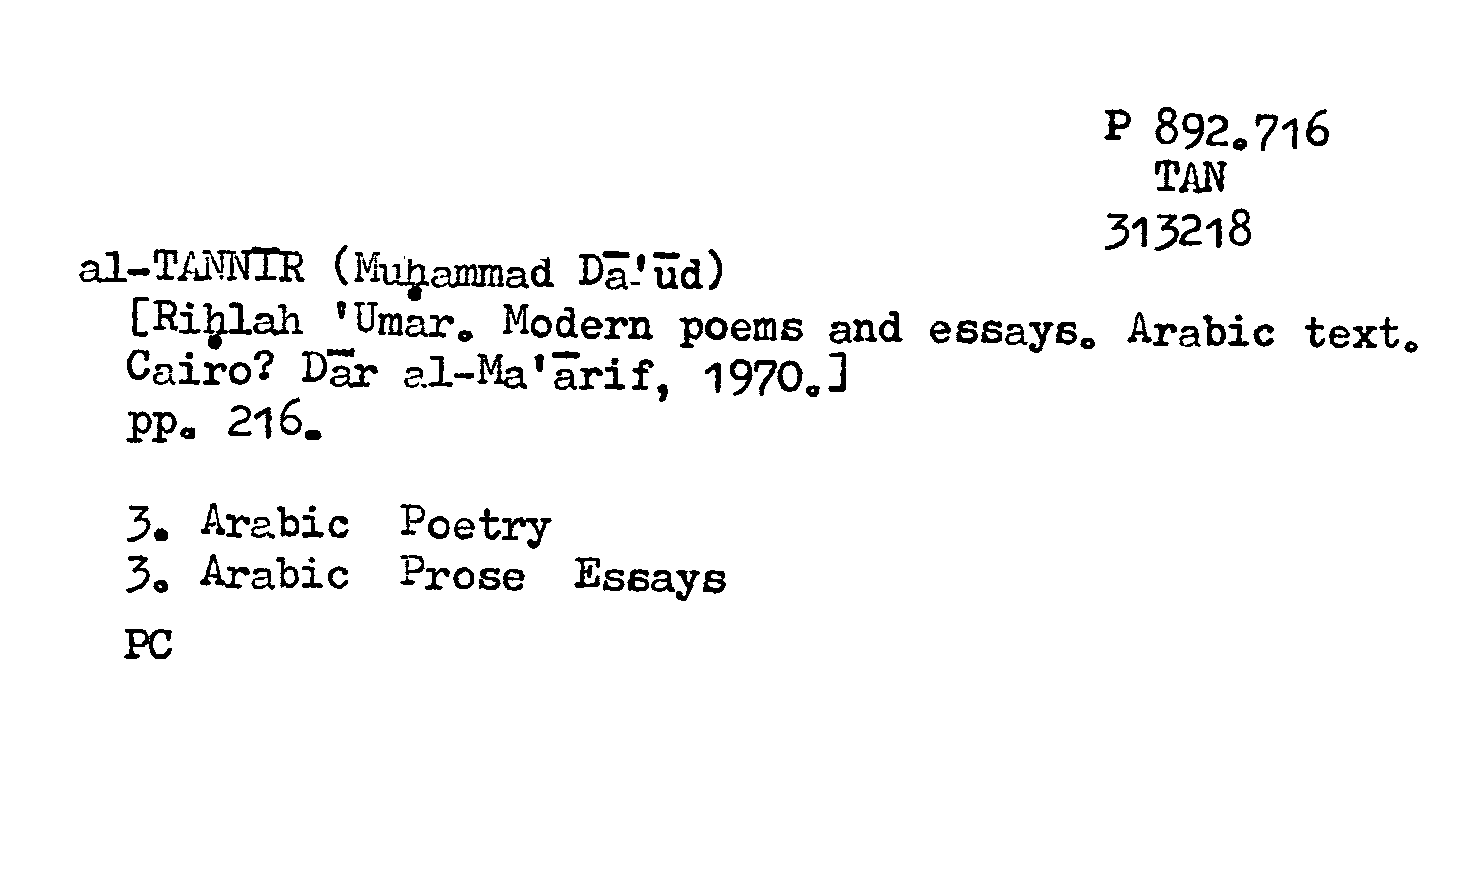 P 892.716
TAN
313218
al-TANNĪR (Muḥammad Dā'ūd)
[Riḥlah 'Umar. Modern poems and essays. Arabic text.
Cairo? Dār al-Ma'ārif, 1970.]
pp. 216.
3. Arabic Poetry
3. Arabic Prose Essays
PC